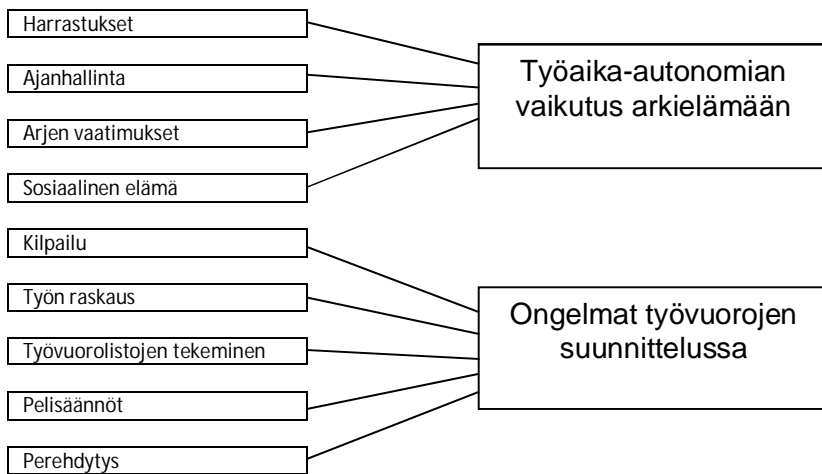 Harrastukset
Ajanhallinta
Arjen vaatimukset
Sosiaalinen elämä
Työaika-autonomian
vaikutus arkielämään
Kilpailu
Työn raskaus
Työvuorolistojen tekeminen
Pelisäännöt
Perehdytys
Ongelmat työvuorojen
suunnittelussa